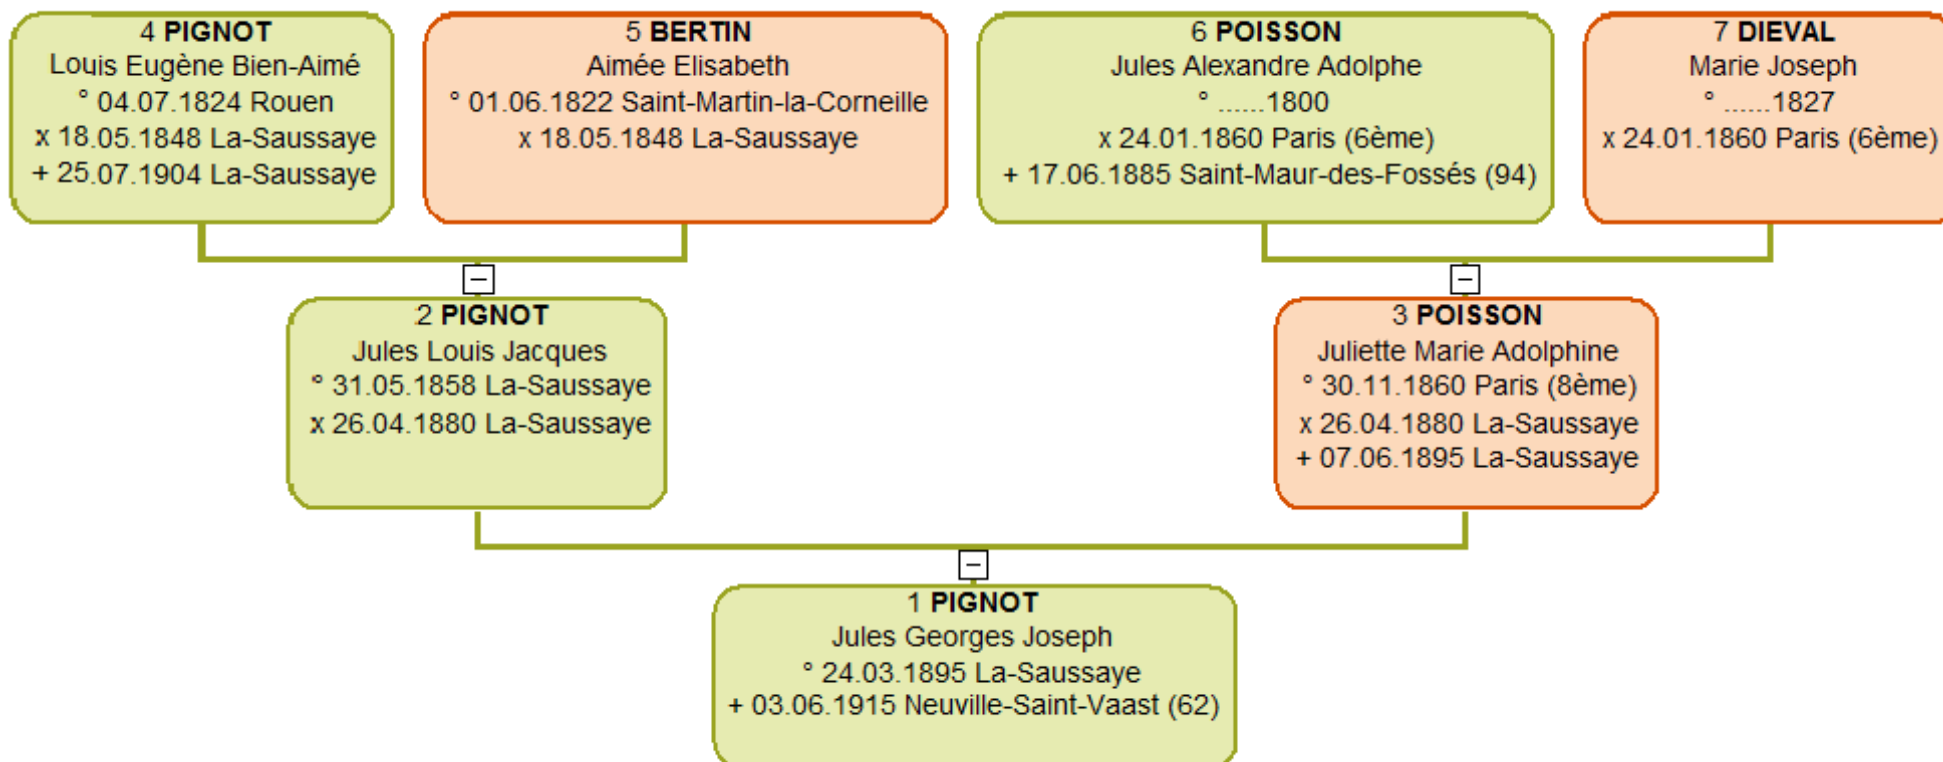 4 PIGNOT
Louis Eugène Bien-Aimé
° 04.07.1824 Rouen
x 18.05.1848 La-Saussaye
+ 25.07.1904 La-Saussaye
5 BERTIN
Aimée Elisabeth
° 01.06.1822 Saint-Martin-la-Corneille
x 18.05.1848 La-Saussaye
6 POISSON
Jules Alexandre Adolphe
° ......1800
x 24.01.1860 Paris (6ème)
+ 17.06.1885 Saint-Maur-des-Fossés (94)
7 DIEVAL
Marie Joseph
° ......1827
x 24.01.1860 Paris (6ème)
2 PIGNOT
Jules Louis Jacques
° 31.05.1858 La-Saussaye
x 26.04.1880 La-Saussaye
3 POISSON
Juliette Marie Adolphine
° 30.11.1860 Paris (8ème)
x 26.04.1880 La-Saussaye
+ 07.06.1895 La-Saussaye
1 PIGNOT
Jules Georges Joseph
° 24.03.1895 La-Saussaye
+ 03.06.1915 Neuville-Saint-Vaast (62)